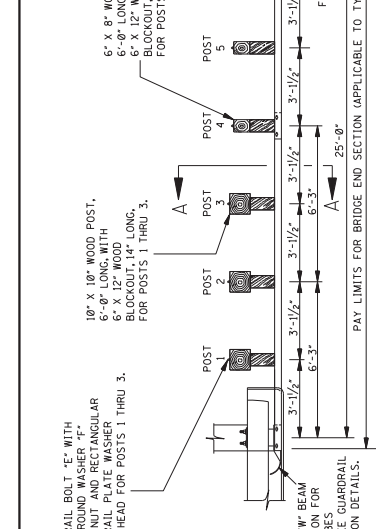 AIL BOLT "E" WITH
ROUND WASHER "F"
NUT AND RECTANGULAR
AIL PLATE WASHER
HEAD FOR POSTS 1 THRU 3.
10" X 10" WOOD POST,
6'-0" LONG, WITH
6" X 12" WOOD
BLOCKOUT, 14" LONG,
FOR POSTS 1 THRU 3.
6" X 8" WO
6'-0" LONG
6" X 12" W
BLOCKOUT,
FOR POSTS
POST
1
POST
2
POST
3
POST
4
POST
5
A
A
3'-1½"
3'-1½"
3'-1½"
3'-1½"
3'-1½"
3'-1½
6'-3"
6'-3"
F
25'-0"
PAY LIMITS FOR BRIDGE END SECTION (APPLICABLE TO TY
W" BEAM
ON FOR
BES
E GUARDRAIL
ON DETAILS.